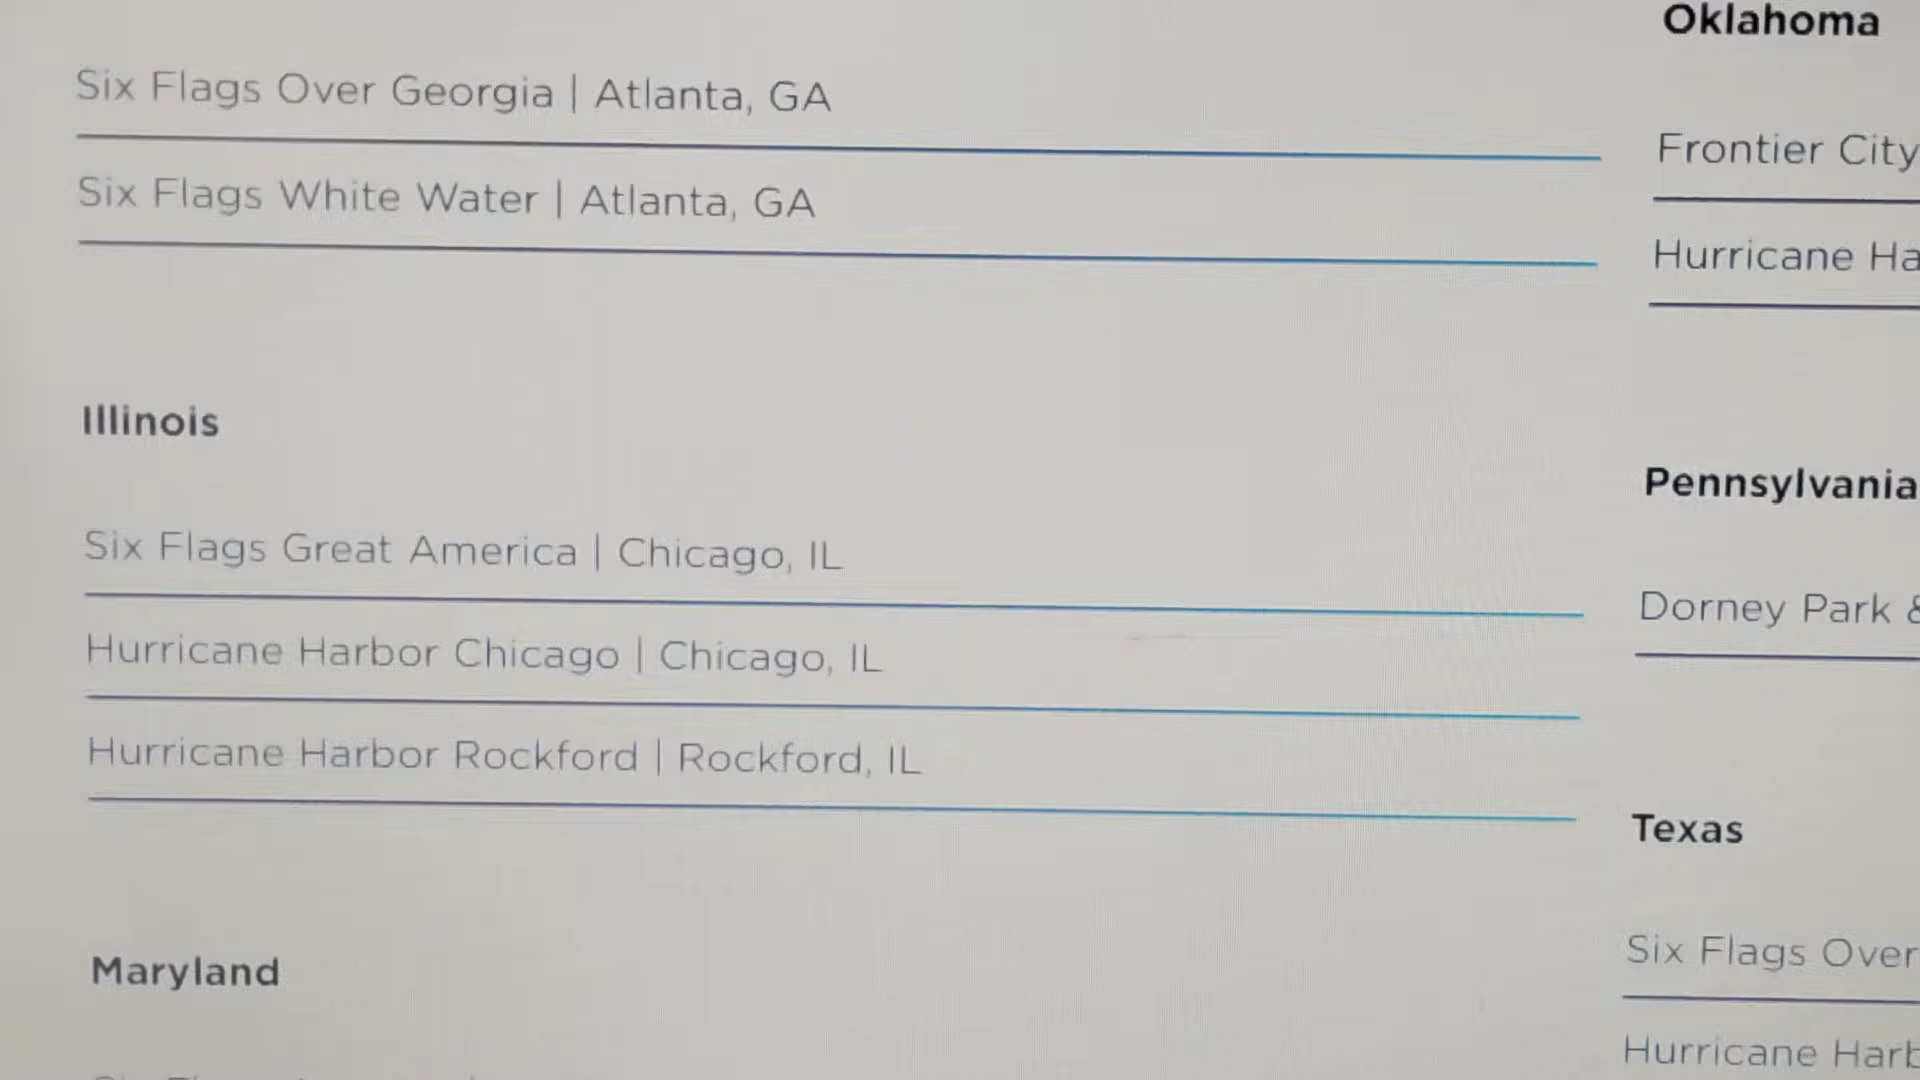 Six Flags Over Georgia | Atlanta, GA
Six Flags White Water | Atlanta, GA
Illinois
Six Flags Great America | Chicago, IL
Hurricane Harbor Chicago | Chicago, IL
Hurricane Harbor Rockford | Rockford, IL
Maryland
Oklahoma
Frontier City
Hurricane Ha
Pennsylvania
Dorney Park &
Texas
Six Flags Over
Hurricane Harb